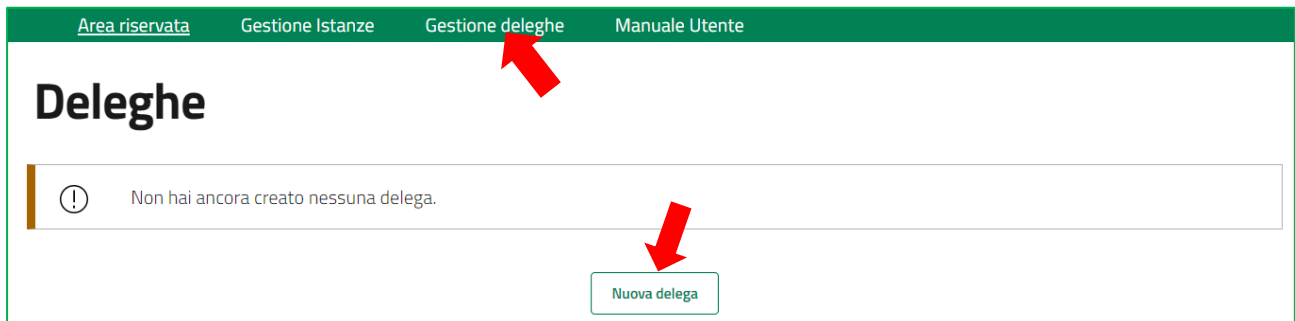 Area riservata Gestione Istanze Gestione deleghe Manuale Utente
Deleghe
Non hai ancora creato nessuna delega.
Nuova delega